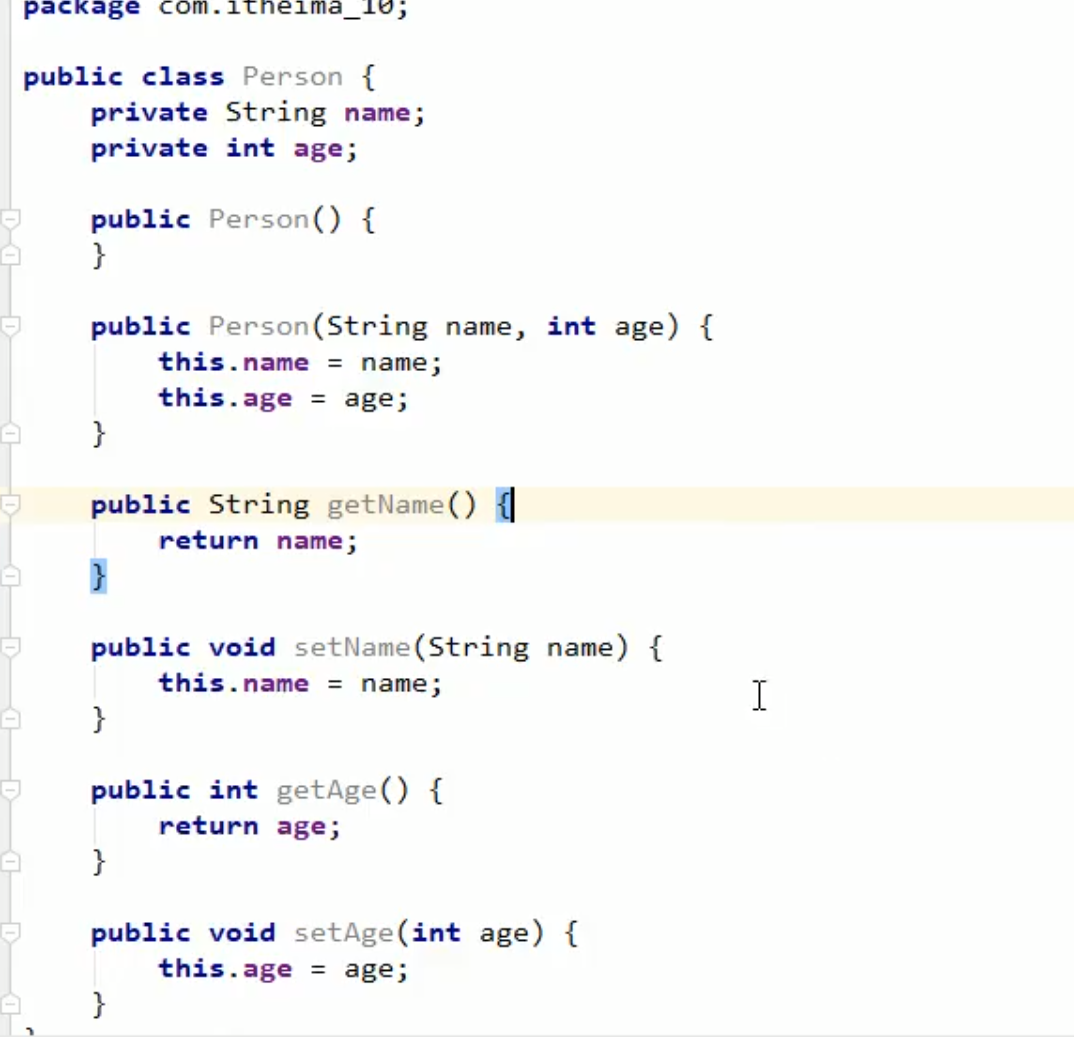 package com.itheima_10;
public class Person {
private String name;
private int age;
public Person() {
}
public Person(String name, int age) {
this.name = name;
this.age = age;
}
public String getName() {
return name;
}
public void setName(String name) {
this.name = name;
}
public int getAge() {
return age;
}
public void setAge(int age) {
this.age = age;
}
}